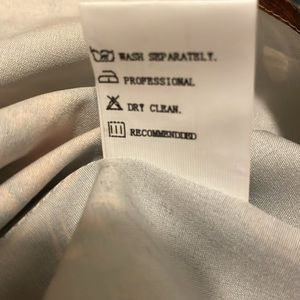 WASH SEPARATELY.
PROFESSIONAL
DRY CLEAN.
RECOMMENDED